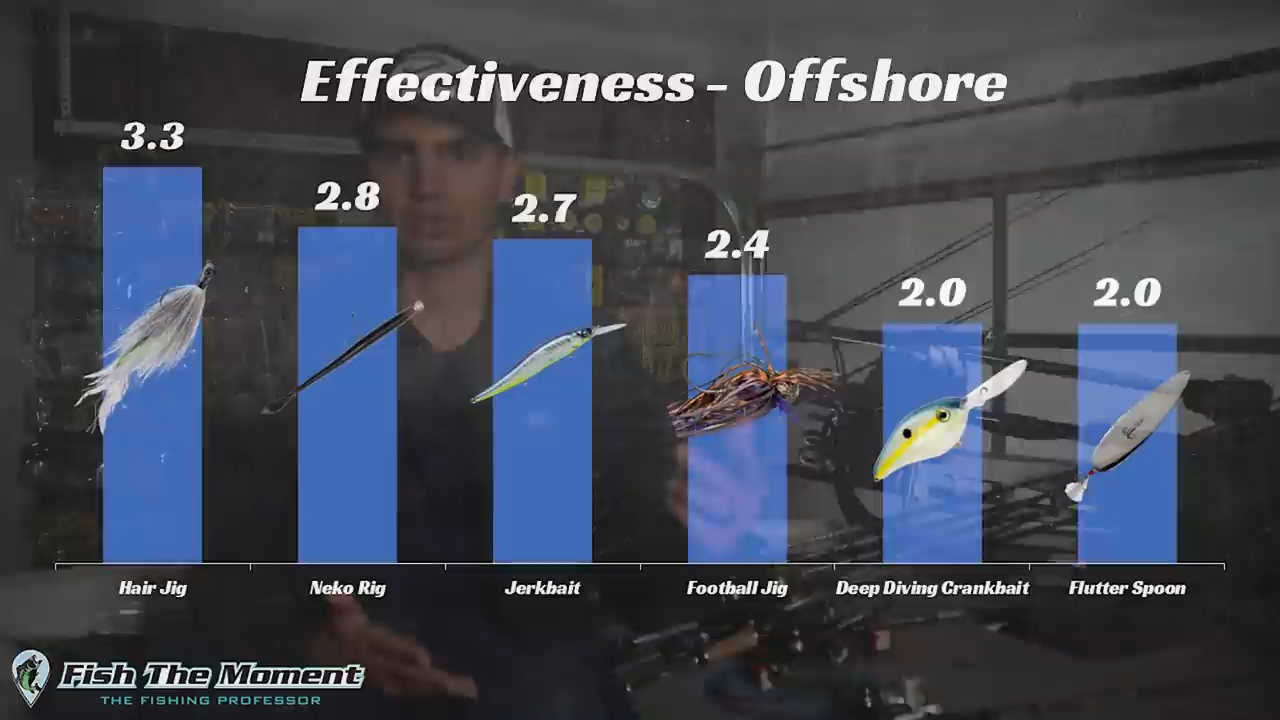 Effectiveness - Offshore
3.3
2.8
2.7
2.4
2.0
2.0
Hair Jig
Neko Rig
Jerkbait
Football Jig
Deep Diving Crankbait
Flutter Spoon
Fish The Moment
THE FISHING PROFESSOR